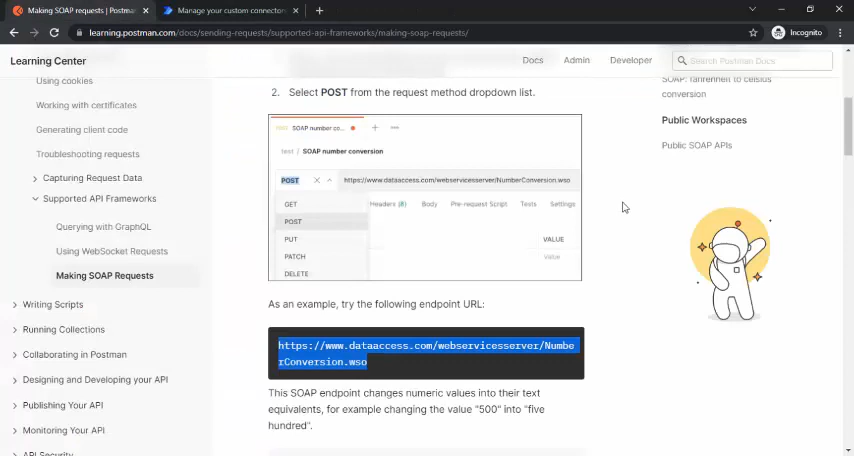 Making SOAP requests | Postman
Manage your custom connectors
learning.postman.com/docs/sending-requests/supported-api-frameworks/making-soap-requests/
Incognito
Learning Center
Docs
Admin
Developer
Search Postman Docs
Using cookies
Working with certificates
Generating client code
Troubleshooting requests
Capturing Request Data
Supported API Frameworks
Querying with GraphQL
Using WebSocket Requests
Making SOAP Requests
Writing Scripts
Running Collections
Collaborating in Postman
Designing and Developing your API
Publishing Your API
Monitoring Your API
API Security
2. Select POST from the request method dropdown list.
SOAP number co...
test / SOAP number conversion
POST
https://www.dataaccess.com/webservicesserver/NumberConversion.wso
GET
POST
PUT
PATCH
DELETE
Headers (8)
Body
Pre-request Script
Tests
Settings
VALUE
Value
As an example, try the following endpoint URL:
https://www.dataaccess.com/webservicesserver/Numbe
rConversion.wso
This SOAP endpoint changes numeric values into their text
equivalents, for example changing the value "500" into "five
hundred".
SOAP: fahrenheit to celsius
conversion
Public Workspaces
Public SOAP APIs